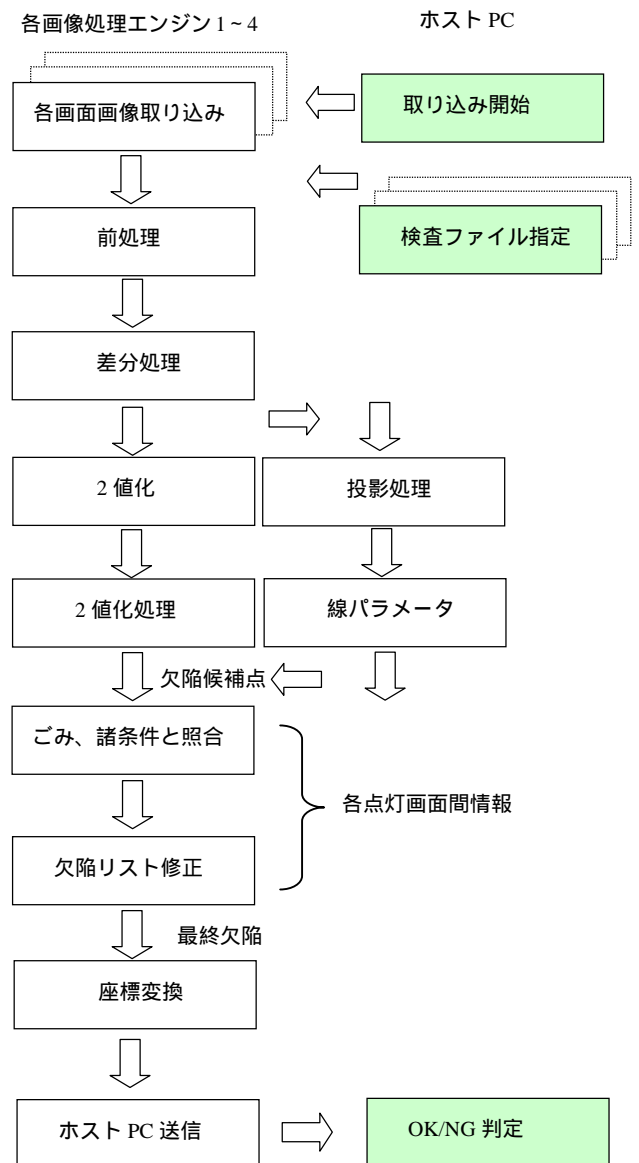 各画像処理エンジン 1 ~ 4
ホスト PC
各画面画像取り込み
取り込み開始
検査ファイル指定
前処理
差分処理
2 値化
投影処理
2 値化処理
線パラメータ
欠陥候補点
ごみ、諸条件と照合
各点灯画面間情報
欠陥リスト修正
最終欠陥
座標変換
ホスト PC 送信
OK/NG 判定